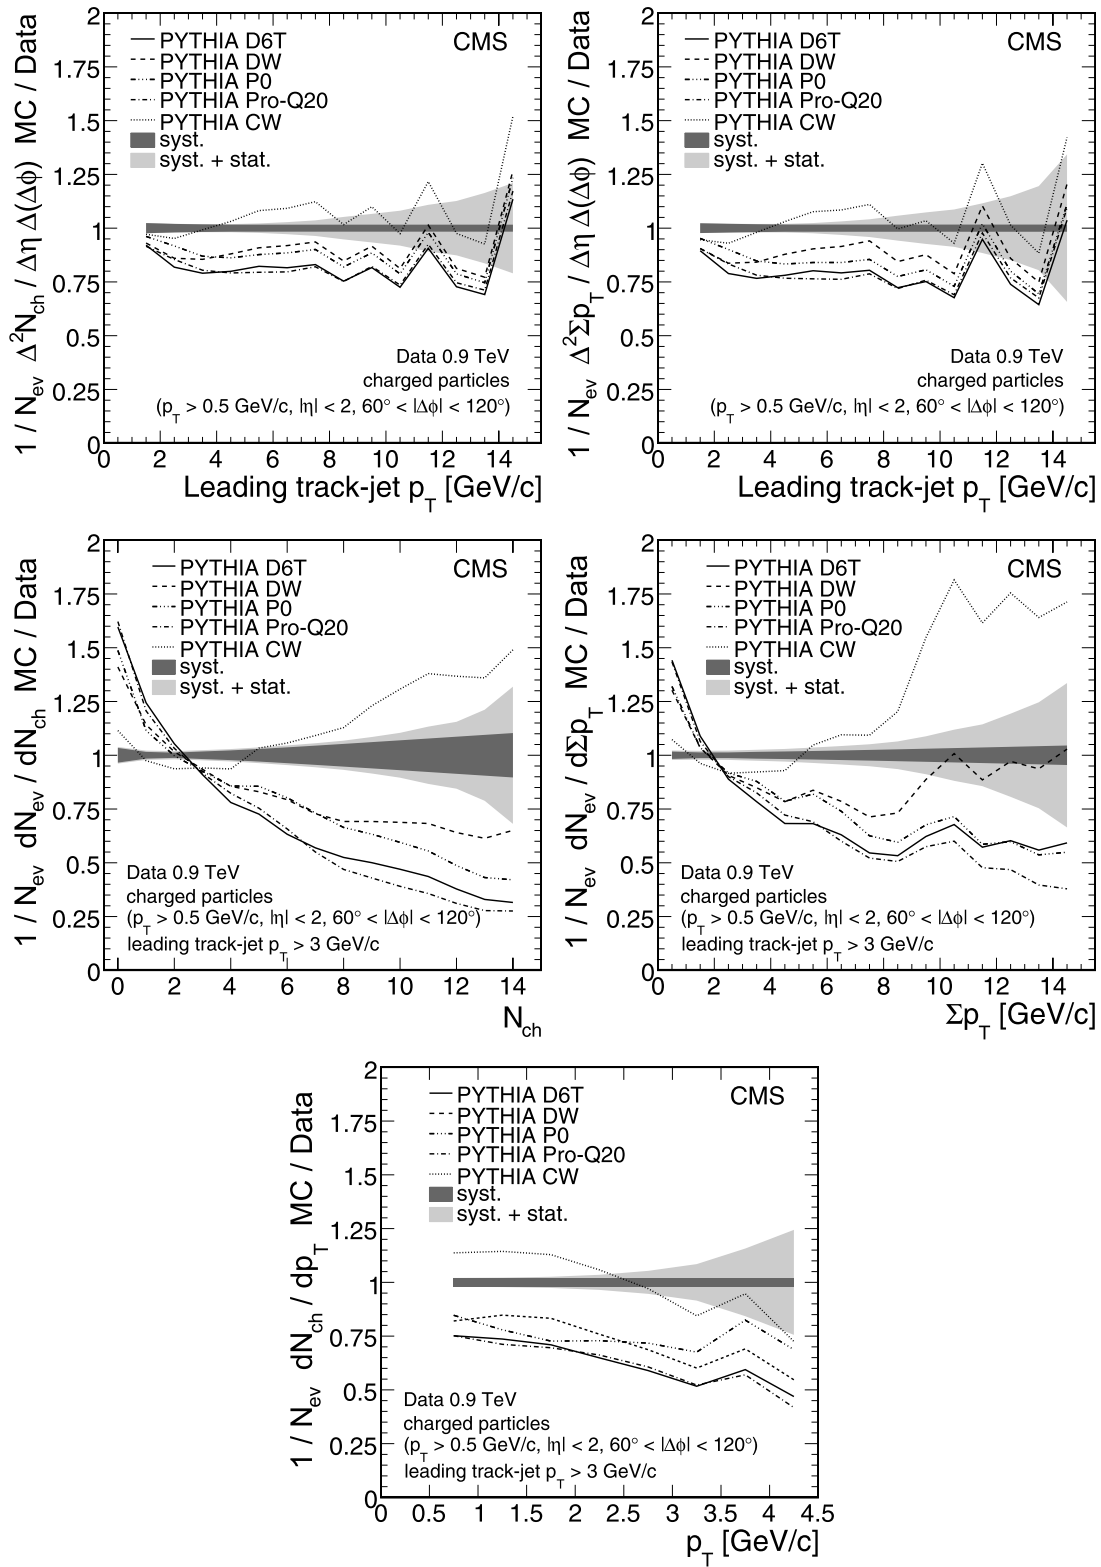 1 / N_ev Δ²N_ch / Δη Δ(Δϕ) MC / Data
2
1.75
1.5
1.25
1
0.75
0.5
0.25
0
PYTHIA D6T
PYTHIA DW
PYTHIA P0
PYTHIA Pro-Q20
PYTHIA CW
syst.
syst. + stat.
CMS
Data 0.9 TeV
charged particles
(p_T > 0.5 GeV/c, |η| < 2, 60° < |Δϕ| < 120°)
0 2 4 6 8 10 12 14
Leading track-jet p_T [GeV/c]
1 / N_ev Δ²Σp_T / Δη Δ(Δϕ) MC / Data
2
1.75
1.5
1.25
1
0.75
0.5
0.25
0
PYTHIA D6T
PYTHIA DW
PYTHIA P0
PYTHIA Pro-Q20
PYTHIA CW
syst.
syst. + stat.
CMS
Data 0.9 TeV
charged particles
(p_T > 0.5 GeV/c, |η| < 2, 60° < |Δϕ| < 120°)
0 2 4 6 8 10 12 14
Leading track-jet p_T [GeV/c]
1 / N_ev dN_ev / dN_ch MC / Data
2
1.75
1.5
1.25
1
0.75
0.5
0.25
0
PYTHIA D6T
PYTHIA DW
PYTHIA P0
PYTHIA Pro-Q20
PYTHIA CW
syst.
syst. + stat.
CMS
Data 0.9 TeV
charged particles
(p_T > 0.5 GeV/c, |η| < 2, 60° < |Δϕ| < 120°)
leading track-jet p_T > 3 GeV/c
0 2 4 6 8 10 12 14
N_ch
1 / N_ev dN_ev / dΣp_T MC / Data
2
1.75
1.5
1.25
1
0.75
0.5
0.25
0
PYTHIA D6T
PYTHIA DW
PYTHIA P0
PYTHIA Pro-Q20
PYTHIA CW
syst.
syst. + stat.
CMS
Data 0.9 TeV
charged particles
(p_T > 0.5 GeV/c, |η| < 2, 60° < |Δϕ| < 120°)
leading track-jet p_T > 3 GeV/c
0 2 4 6 8 10 12 14
Σp_T [GeV/c]
1 / N_ev dN_ch / dp_T MC / Data
2
1.75
1.5
1.25
1
0.75
0.5
0.25
0
PYTHIA D6T
PYTHIA DW
PYTHIA P0
PYTHIA Pro-Q20
PYTHIA CW
syst.
syst. + stat.
CMS
Data 0.9 TeV
charged particles
(p_T > 0.5 GeV/c, |η| < 2, 60° < |Δϕ| < 120°)
leading track-jet p_T > 3 GeV/c
0 0.5 1 1.5 2 2.5 3 3.5 4 4.5
p_T [GeV/c]